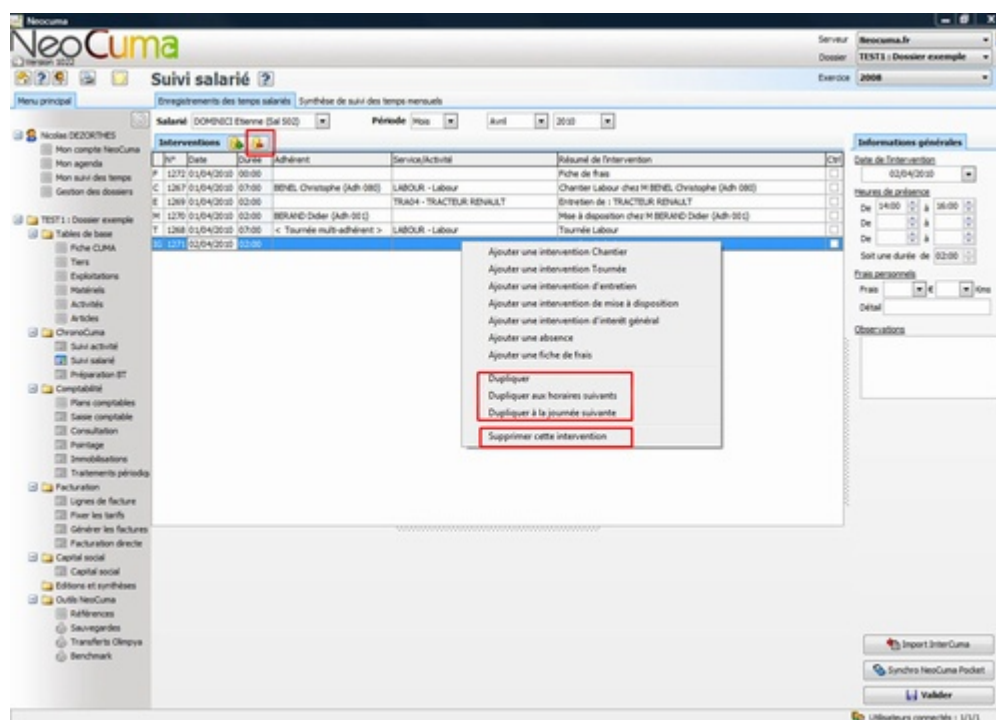 Neocuma
NeoCuma
Version 1022
Serveur Neocuma.fr
Dossier TEST1 : Dossier exemple
Exercice 2008
Suivi salarié
Menu principal
Enregistrements des temps salariés Synthèse de suivi des temps mensuels
Salarié DOMINICI Etienne (Sal 502) Période Mois Avril 2010
Nicolas DEZORTHES
Mon compte NeoCuma
Mon agenda
Mon suivi des temps
Gestion des dossiers
TEST1 : Dossier exemple
Tables de base
Fiche CUMA
Tiers
Exploitations
Matériels
Activités
Articles
ChronoCuma
Suivi activité
Suivi salarié
Préparation BT
Comptabilité
Plans comptables
Saisie comptable
Consultation
Pointage
Immobilisations
Traitements périodiq
Facturation
Lignes de facture
Fixer les tarifs
Générer les factures
Facturation directe
Capital social
Capital social
Editions et synthèses
Outils NeoCuma
Références
Sauvegardes
Transferts Olimpya
Benchmark
Interventions
N° Date Durée Adhérent Service/Activité Résumé de l'intervention Ctrl
F 1272 01/04/2010 00:00 Fiche de frais
C 1267 01/04/2010 07:00 BENEL Christophe (Adh 080) LABOUR - Labour Chantier Labour chez M BENEL Christophe (Adh 080)
E 1269 01/04/2010 02:00 TRA04 - TRACTEUR RENAULT Entretien de : TRACTEUR RENAULT
M 1270 01/04/2010 02:00 BERAND Didier (Adh 001) Mise à disposition chez M BERAND Didier (Adh 001)
T 1268 01/04/2010 07:00 < Tournée multi-adhérent > LABOUR - Labour Tournée Labour
IG 1271 02/04/2010 02:00
Ajouter une intervention Chantier
Ajouter une intervention Tournée
Ajouter une intervention d'entretien
Ajouter une intervention de mise à disposition
Ajouter une intervention d'interêt général
Ajouter une absence
Ajouter une fiche de frais
Dupliquer
Dupliquer aux horaires suivants
Dupliquer à la journée suivante
Supprimer cette intervention
Informations générales
Date de l'intervention
02/04/2010
Heures de présence
De 14:00 à 16:00
De à
De à
Soit une durée de 02:00
Frais personnels
Frais € Kms
Détail
Observations
Import InterCuma
Synchro NeoCuma Pocket
Valider
Utilisateurs connectés : 1/1/1